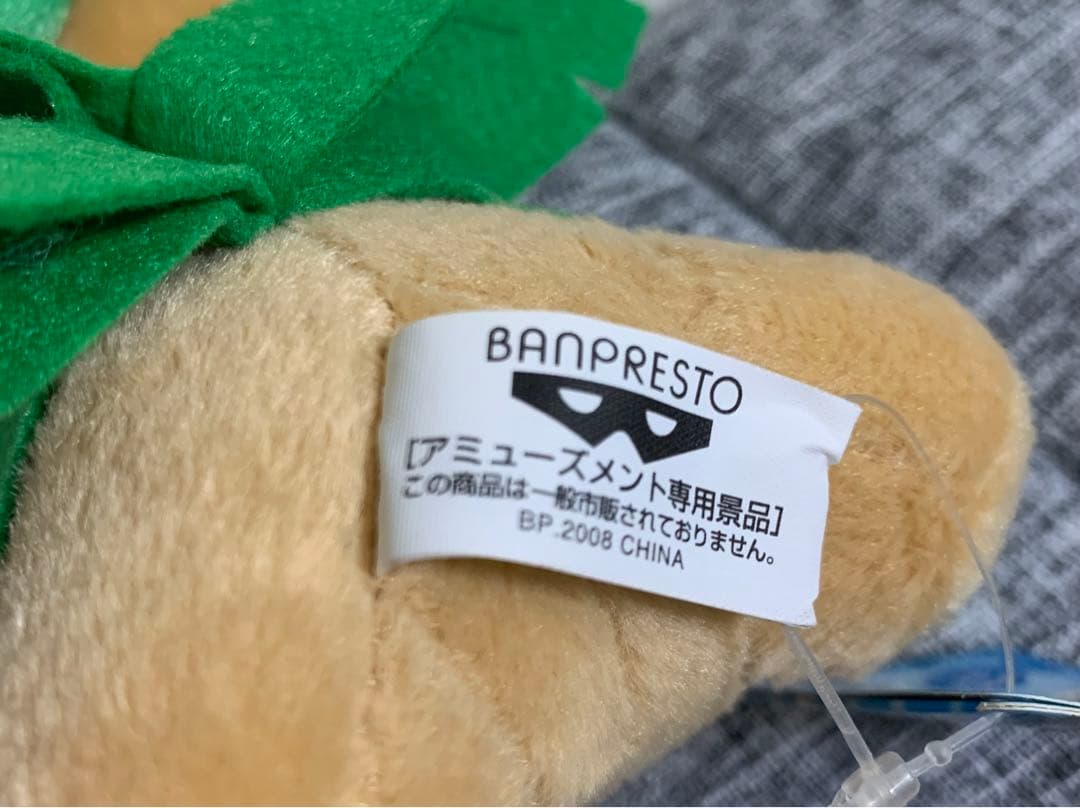 BANPRESTO
[アミューズメント専用景品]
この商品は一般市販されておりません。
BP.2008 CHINA